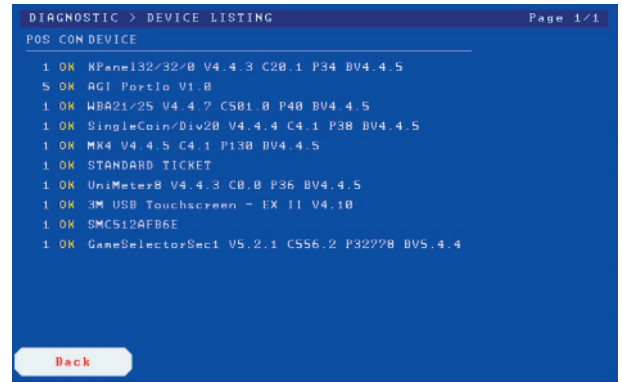 DIAGNOSTIC > DEVICE LISTING Page 1/1
POS CON DEVICE
1 OK KPanel32/32/0 V4.4.3 C20.1 P34 BV4.4.5
5 OK AGI PortIo V1.0
1 OK WBA21/25 V4.4.7 C501.0 P40 BV4.4.5
1 OK SingleCoin/Div20 V4.4.4 C4.1 P38 BV4.4.5
1 OK MK4 V4.4.5 C4.1 P130 BV4.4.5
1 OK STANDARD TICKET
1 OK UniMeter8 V4.4.3 C0.0 P36 BV4.4.5
1 OK 3M USB Touchscreen - EX II V4.10
1 OK SMC512AFB6E
1 OK GameSelectorSec1 V5.2.1 C556.2 P32778 BV5.4.4
Back